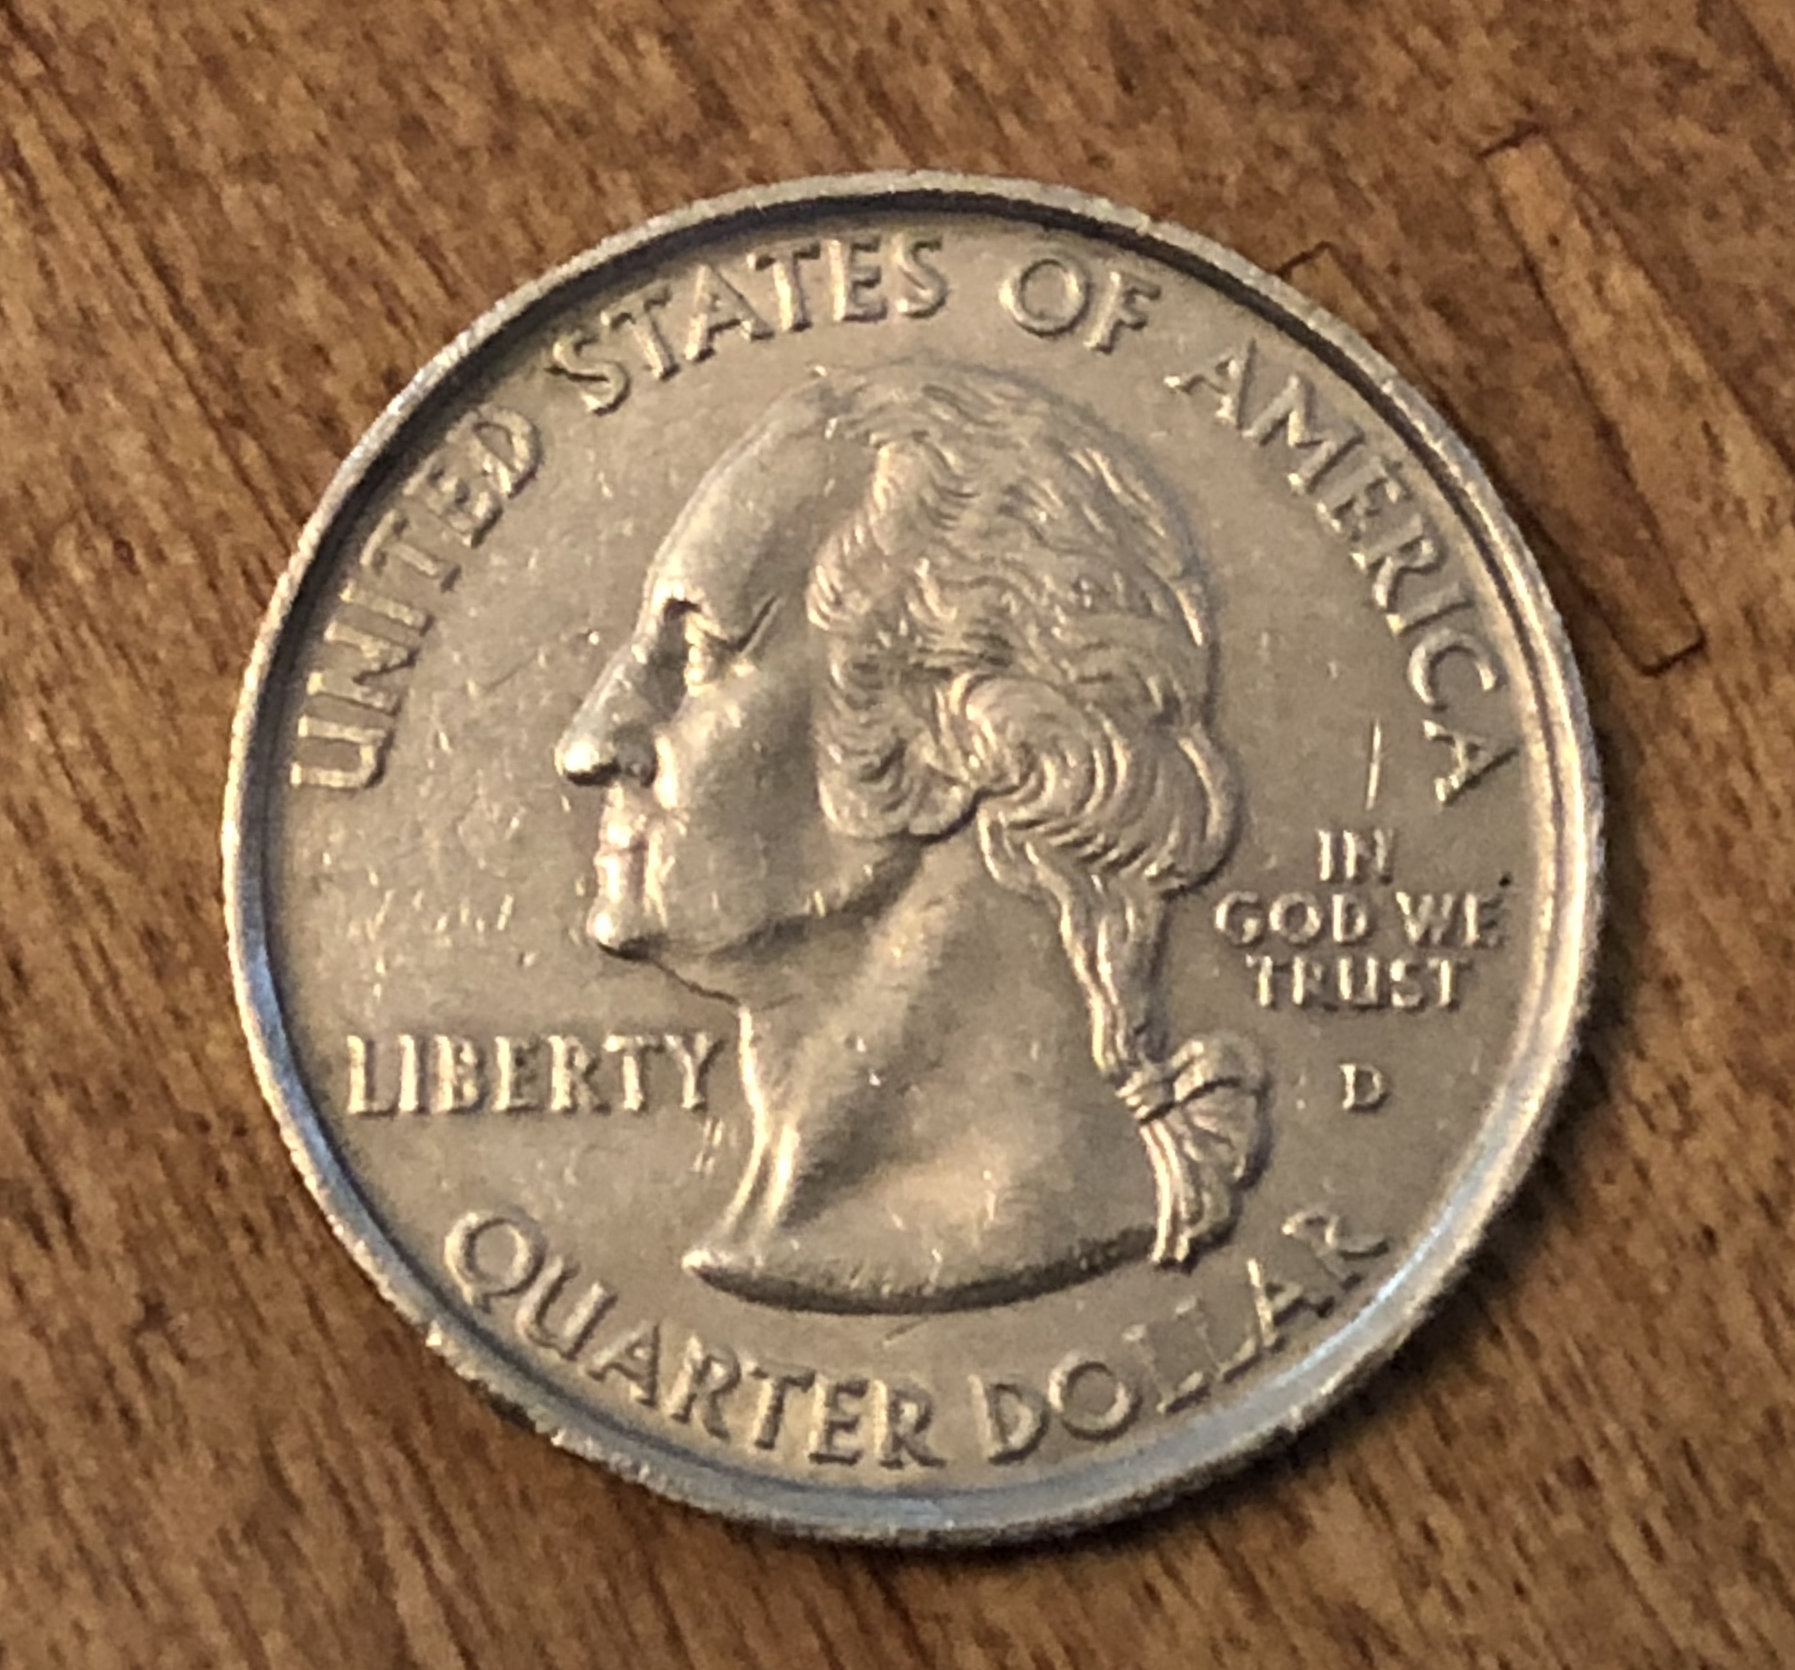 UNITED STATES OF AMERICA
LIBERTY
IN
GOD WE
TRUST
D
QUARTER DOLLAR